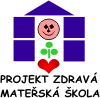 PROJEKT ZDRAVÁ
MATEŘSKÁ ŠKOLA